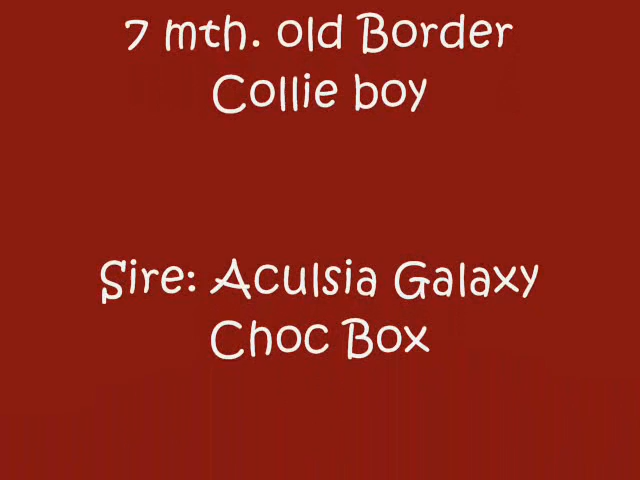 7 mth. old Border
Collie boy
Sire: Aculsia Galaxy
Choc Box